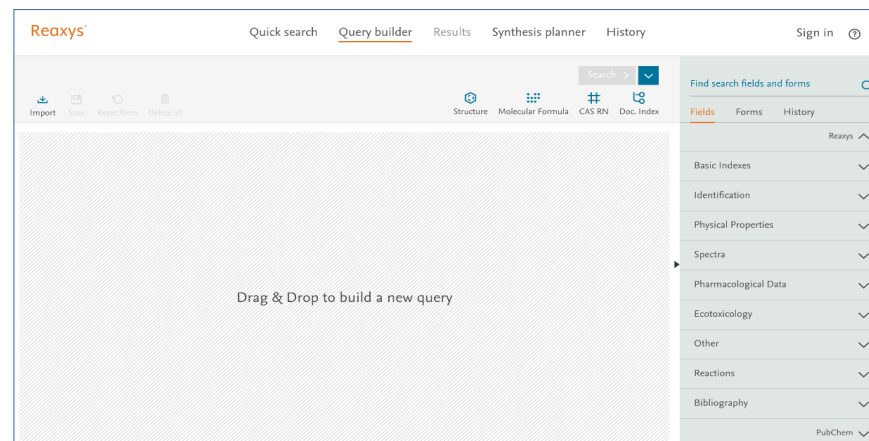 Reaxys
Quick search Query builder Results Synthesis planner History Sign in
Search
Find search fields and forms
Import Save Reset form Delete all Structure Molecular Formula CAS RN Doc. Index
Fields Forms History
Reaxys
Basic Indexes
Identification
Physical Properties
Spectra
Pharmacological Data
Ecotoxicology
Other
Reactions
Bibliography
PubChem
Drag & Drop to build a new query